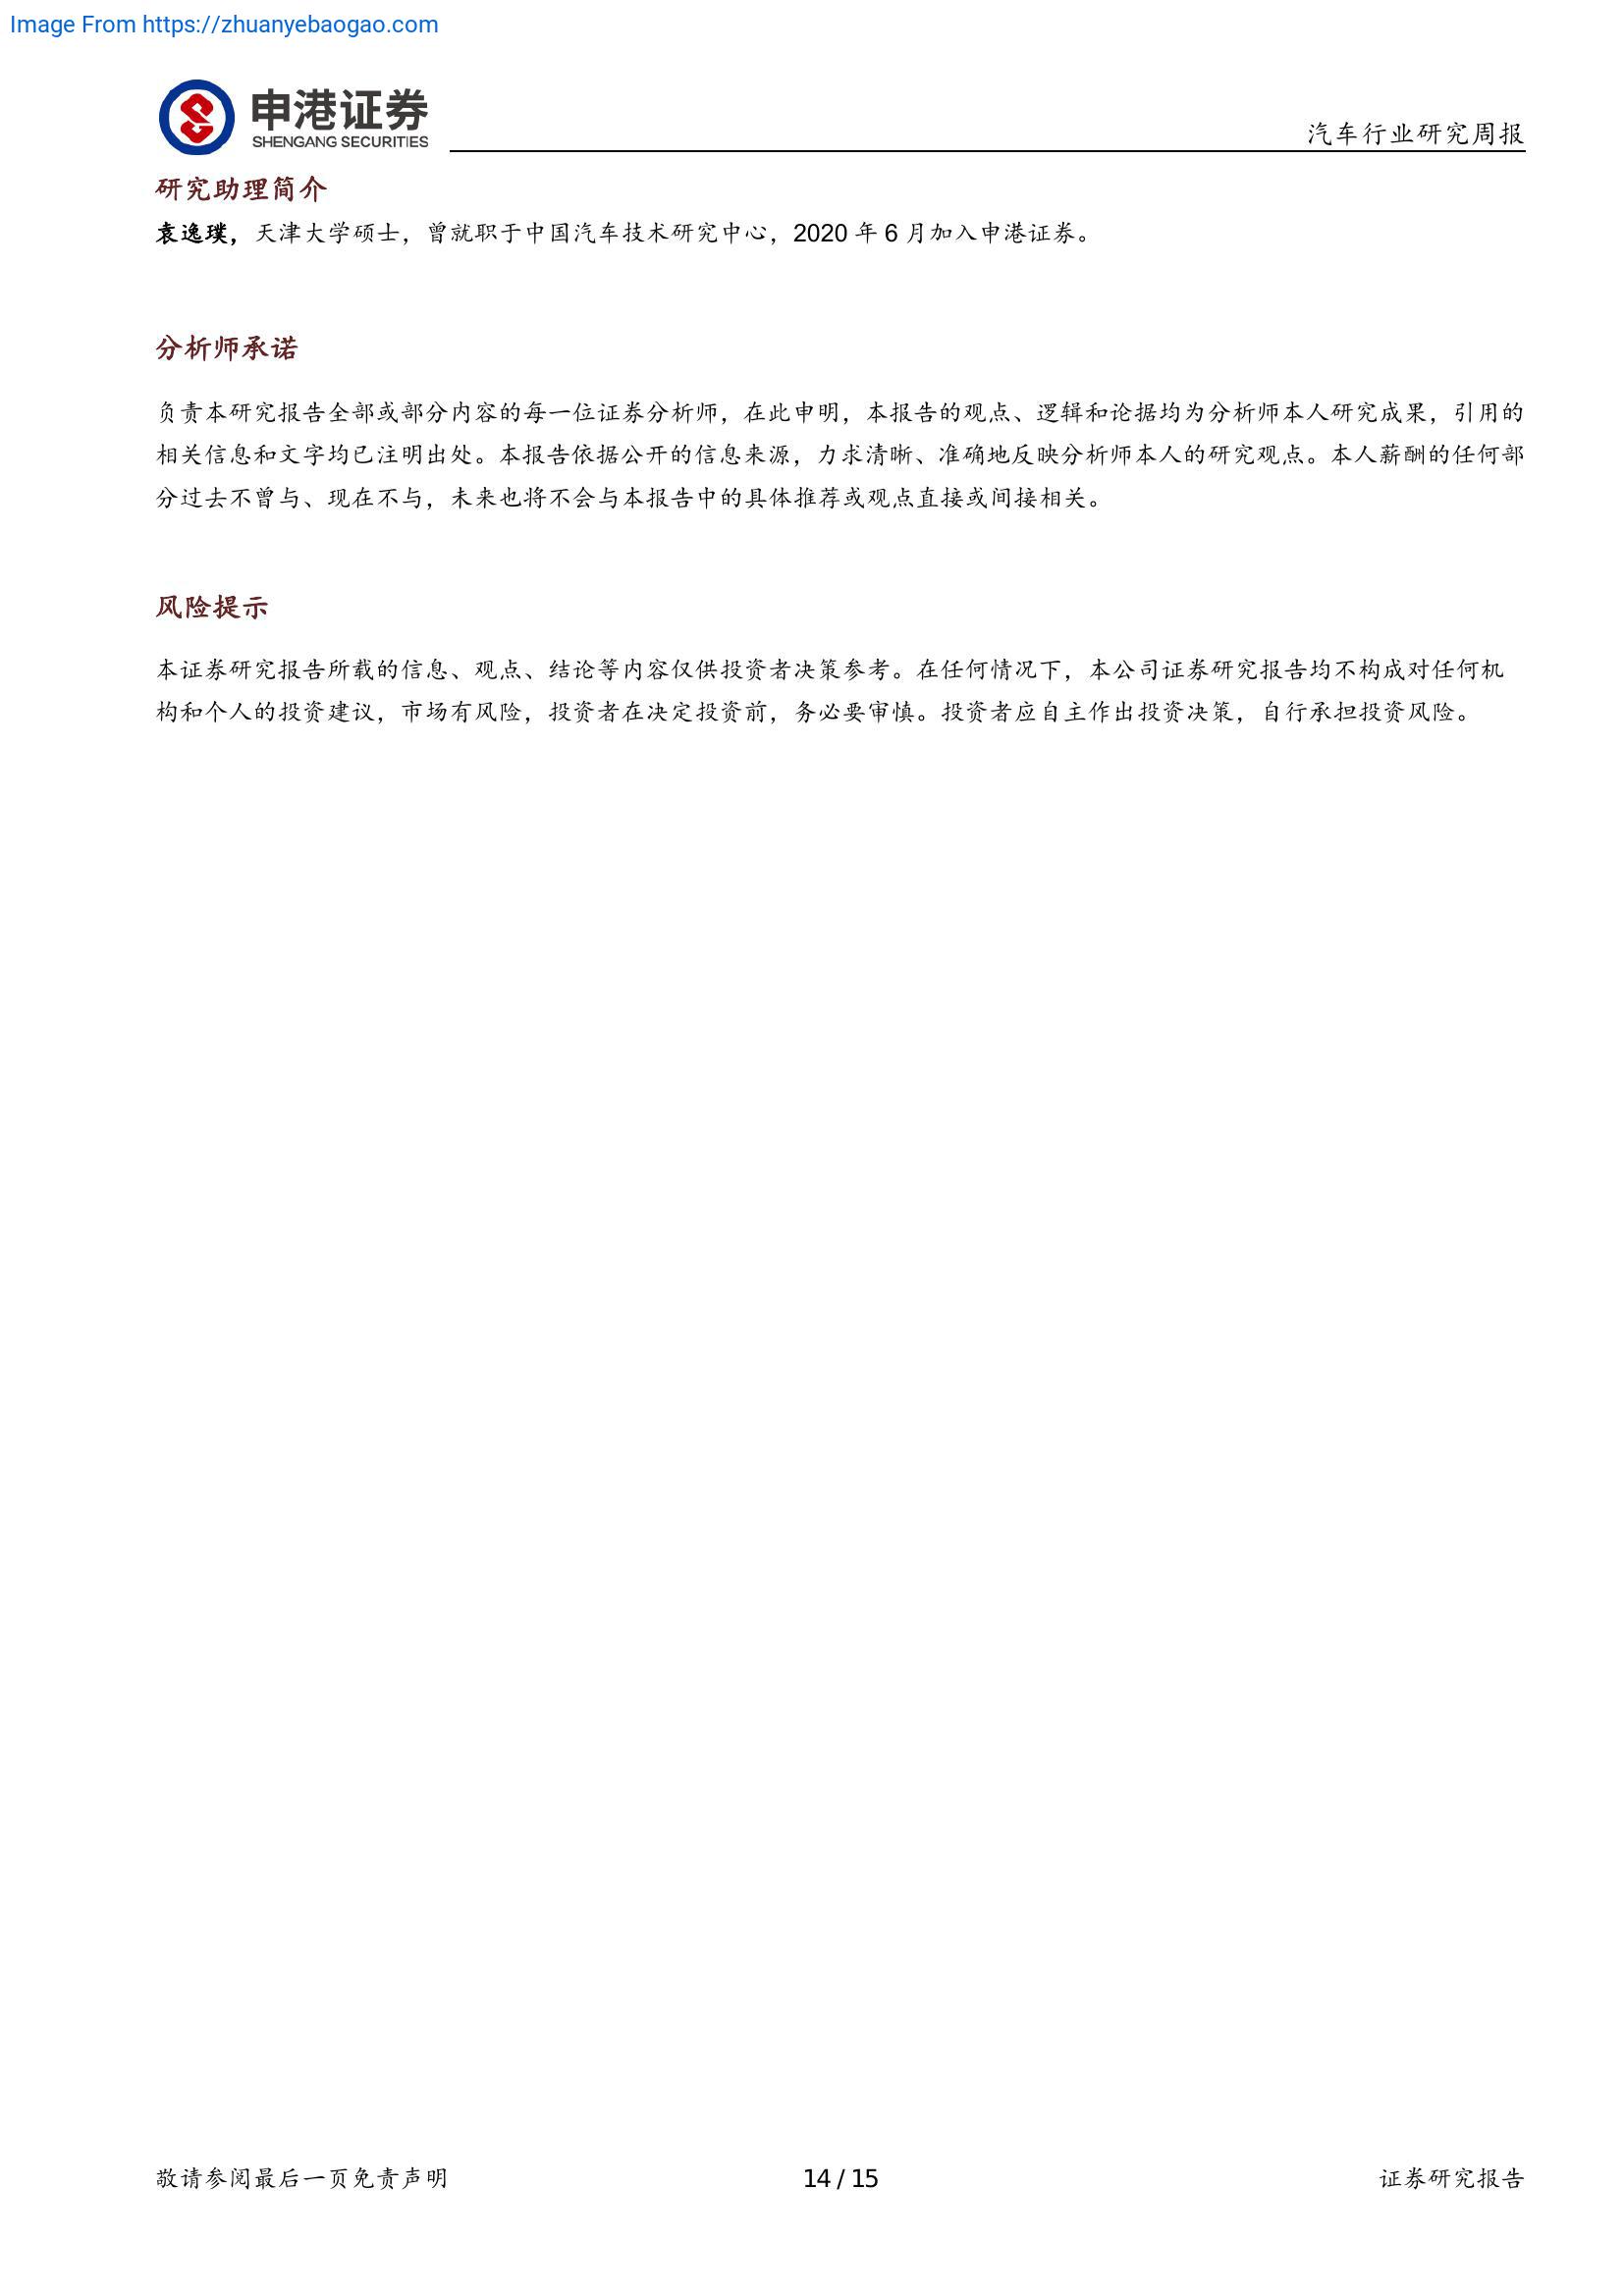 Image From https://zhuanyebaogao.com
申港证券
SHENGANG SECURITIES
汽车行业研究周报
研究助理简介
袁逸璞，天津大学硕士，曾就职于中国汽车技术研究中心，2020 年 6 月加入申港证券。
分析师承诺
负责本研究报告全部或部分内容的每一位证券分析师，在此申明，本报告的观点、逻辑和论据均为分析师本人研究成果，引用的
相关信息和文字均已注明出处。本报告依据公开的信息来源，力求清晰、准确地反映分析师本人的研究观点。本人薪酬的任何部
分过去不曾与、现在不与，未来也将不会与本报告中的具体推荐或观点直接或间接相关。
风险提示
本证券研究报告所载的信息、观点、结论等内容仅供投资者决策参考。在任何情况下，本公司证券研究报告均不构成对任何机
构和个人的投资建议，市场有风险，投资者在决定投资前，务必要审慎。投资者应自主作出投资决策，自行承担投资风险。
敬请参阅最后一页免责声明
14 / 15
证券研究报告